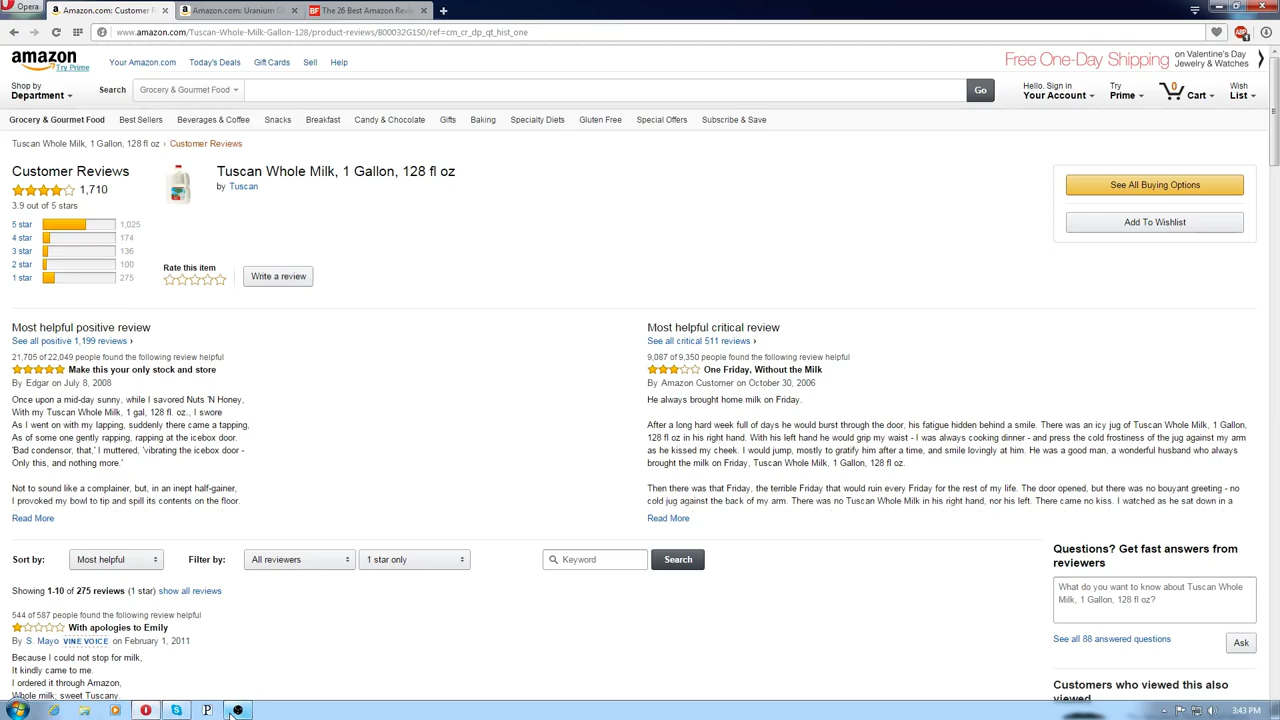 Opera
Amazon.com: Customer R
Amazon.com: Uranium O
BF The 26 Best Amazon Revi
www.amazon.com/Tuscan-Whole-Milk-Gallon-128/product-reviews/B00032G1S0/ref=cm_cr_dp_qt_hist_one
ABP
amazon
Try Prime
Your Amazon.com Today's Deals Gift Cards Sell Help
Free One-Day Shipping on Valentine's Day Jewelry & Watches
Shop by
Department
Search Grocery & Gourmet Food Go
Hello. Sign in
Your Account
Try
Prime
0
Cart
Wish
List
Grocery & Gourmet Food Best Sellers Beverages & Coffee Snacks Breakfast Candy & Chocolate Gifts Baking Specialty Diets Gluten Free Special Offers Subscribe & Save
Tuscan Whole Milk, 1 Gallon, 128 fl oz › Customer Reviews
Customer Reviews
1,710
3.9 out of 5 stars
5 star 1,025
4 star 174
3 star 136
2 star 100
1 star 275
Tuscan Whole Milk, 1 Gallon, 128 fl oz
by Tuscan
Rate this item
Write a review
See All Buying Options
Add To Wishlist
Most helpful positive review
See all positive 1,199 reviews ›
21,705 of 22,049 people found the following review helpful
Make this your only stock and store
By Edgar on July 8, 2008
Once upon a mid-day sunny, while I savored Nuts 'N Honey,
With my Tuscan Whole Milk, 1 gal, 128 fl. oz., I swore
As I went on with my lapping, suddenly there came a tapping,
As of some one gently rapping, rapping at the icebox door.
'Bad condensor, that,' I muttered, 'vibrating the icebox door -
Only this, and nothing more.'
Not to sound like a complainer, but, in an inept half-gainer,
I provoked my bowl to tip and spill its contents on the floor.
Read More
Most helpful critical review
See all critical 511 reviews ›
9,087 of 9,350 people found the following review helpful
One Friday, Without the Milk
By Amazon Customer on October 30, 2006
He always brought home milk on Friday.
After a long hard week full of days he would burst through the door, his fatigue hidden behind a smile. There was an icy jug of Tuscan Whole Milk, 1 Gallon,
128 fl oz in his right hand. With his left hand he would grip my waist - I was always cooking dinner - and press the cold frostiness of the jug against my arm
as he kissed my cheek. I would jump, mostly to gratify him after a time, and smile lovingly at him. He was a good man, a wonderful husband who always
brought the milk on Friday, Tuscan Whole Milk, 1 Gallon, 128 fl oz.
Then there was that Friday, the terrible Friday that would ruin every Friday for the rest of my life. The door opened, but there was no bouyant greeting - no
cold jug against the back of my arm. There was no Tuscan Whole Milk in his right hand, nor his left. There came no kiss. I watched as he sat down in a
Read More
Sort by: Most helpful Filter by: All reviewers 1 star only Keyword Search
Showing 1-10 of 275 reviews (1 star) show all reviews
544 of 587 people found the following review helpful
With apologies to Emily
By S. Mayo VINE VOICE on February 1, 2011
Because I could not stop for milk,
It kindly came to me.
I ordered it through Amazon,
Whole milk; sweet Tuscany.
Questions? Get fast answers from
reviewers
What do you want to know about Tuscan Whole
Milk, 1 Gallon, 128 fl oz?
See all 88 answered questions
Ask
Customers who viewed this also
viewed
P
3:43 PM